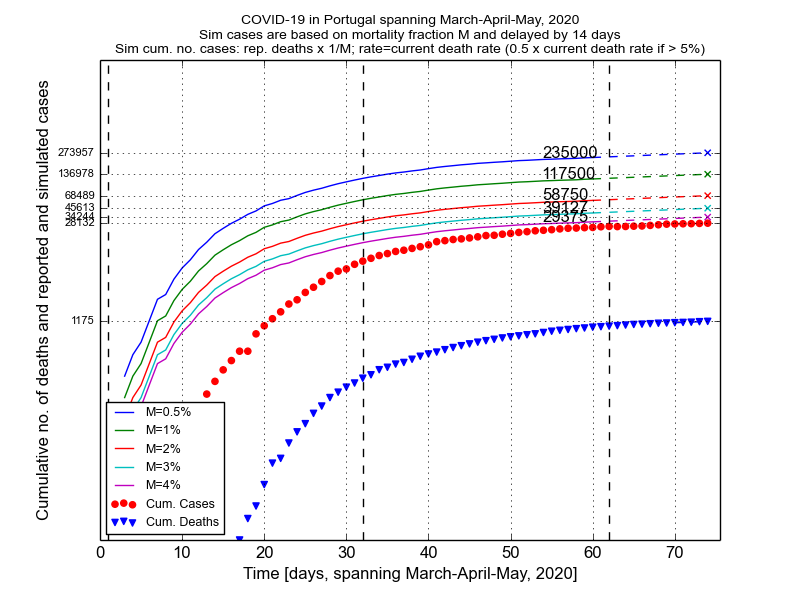 COVID-19 in Portugal spanning March-April-May, 2020
Sim cases are based on mortality fraction M and delayed by 14 days
Sim cum. no. cases: rep. deaths x 1/M; rate=current death rate (0.5 x current death rate if > 5%)
Cumulative no. of deaths and reported and simulated cases
273957
136978
68489
45613
34244
28132
1175
235000
117500
58750
39127
29375
M=0.5%
M=1%
M=2%
M=3%
M=4%
Cum. Cases
Cum. Deaths
0 10 20 30 40 50 60 70
Time [days, spanning March-April-May, 2020]